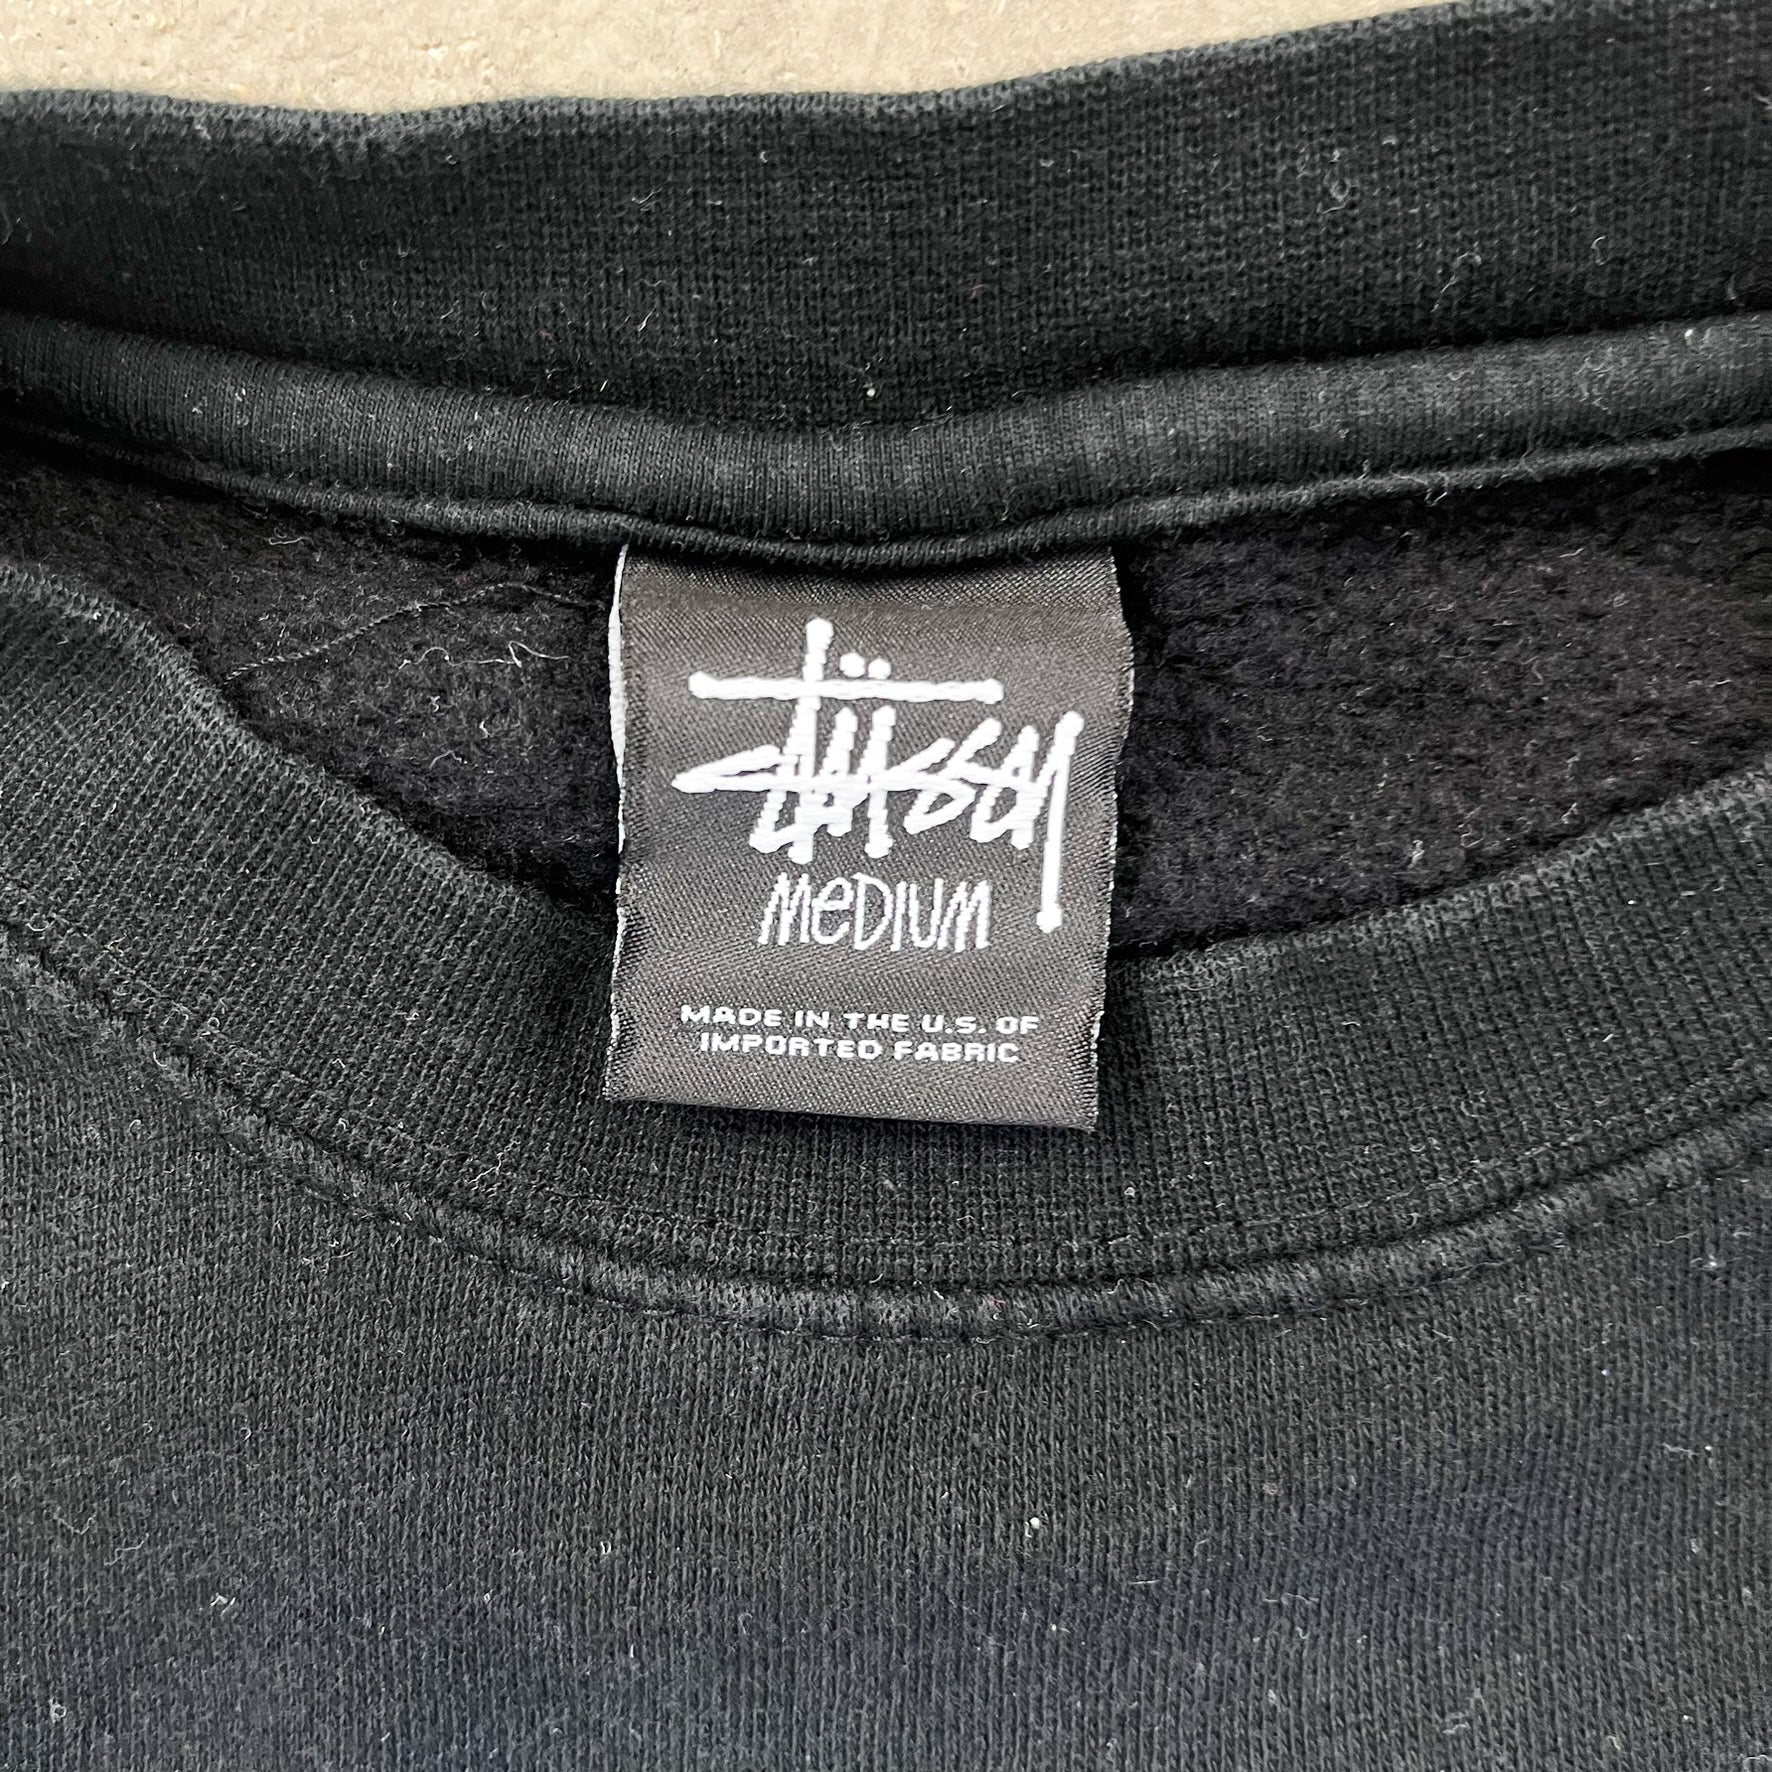 Stüssy
MeDIUM
MADE IN THE U.S. OF
IMPORTED FABRIC